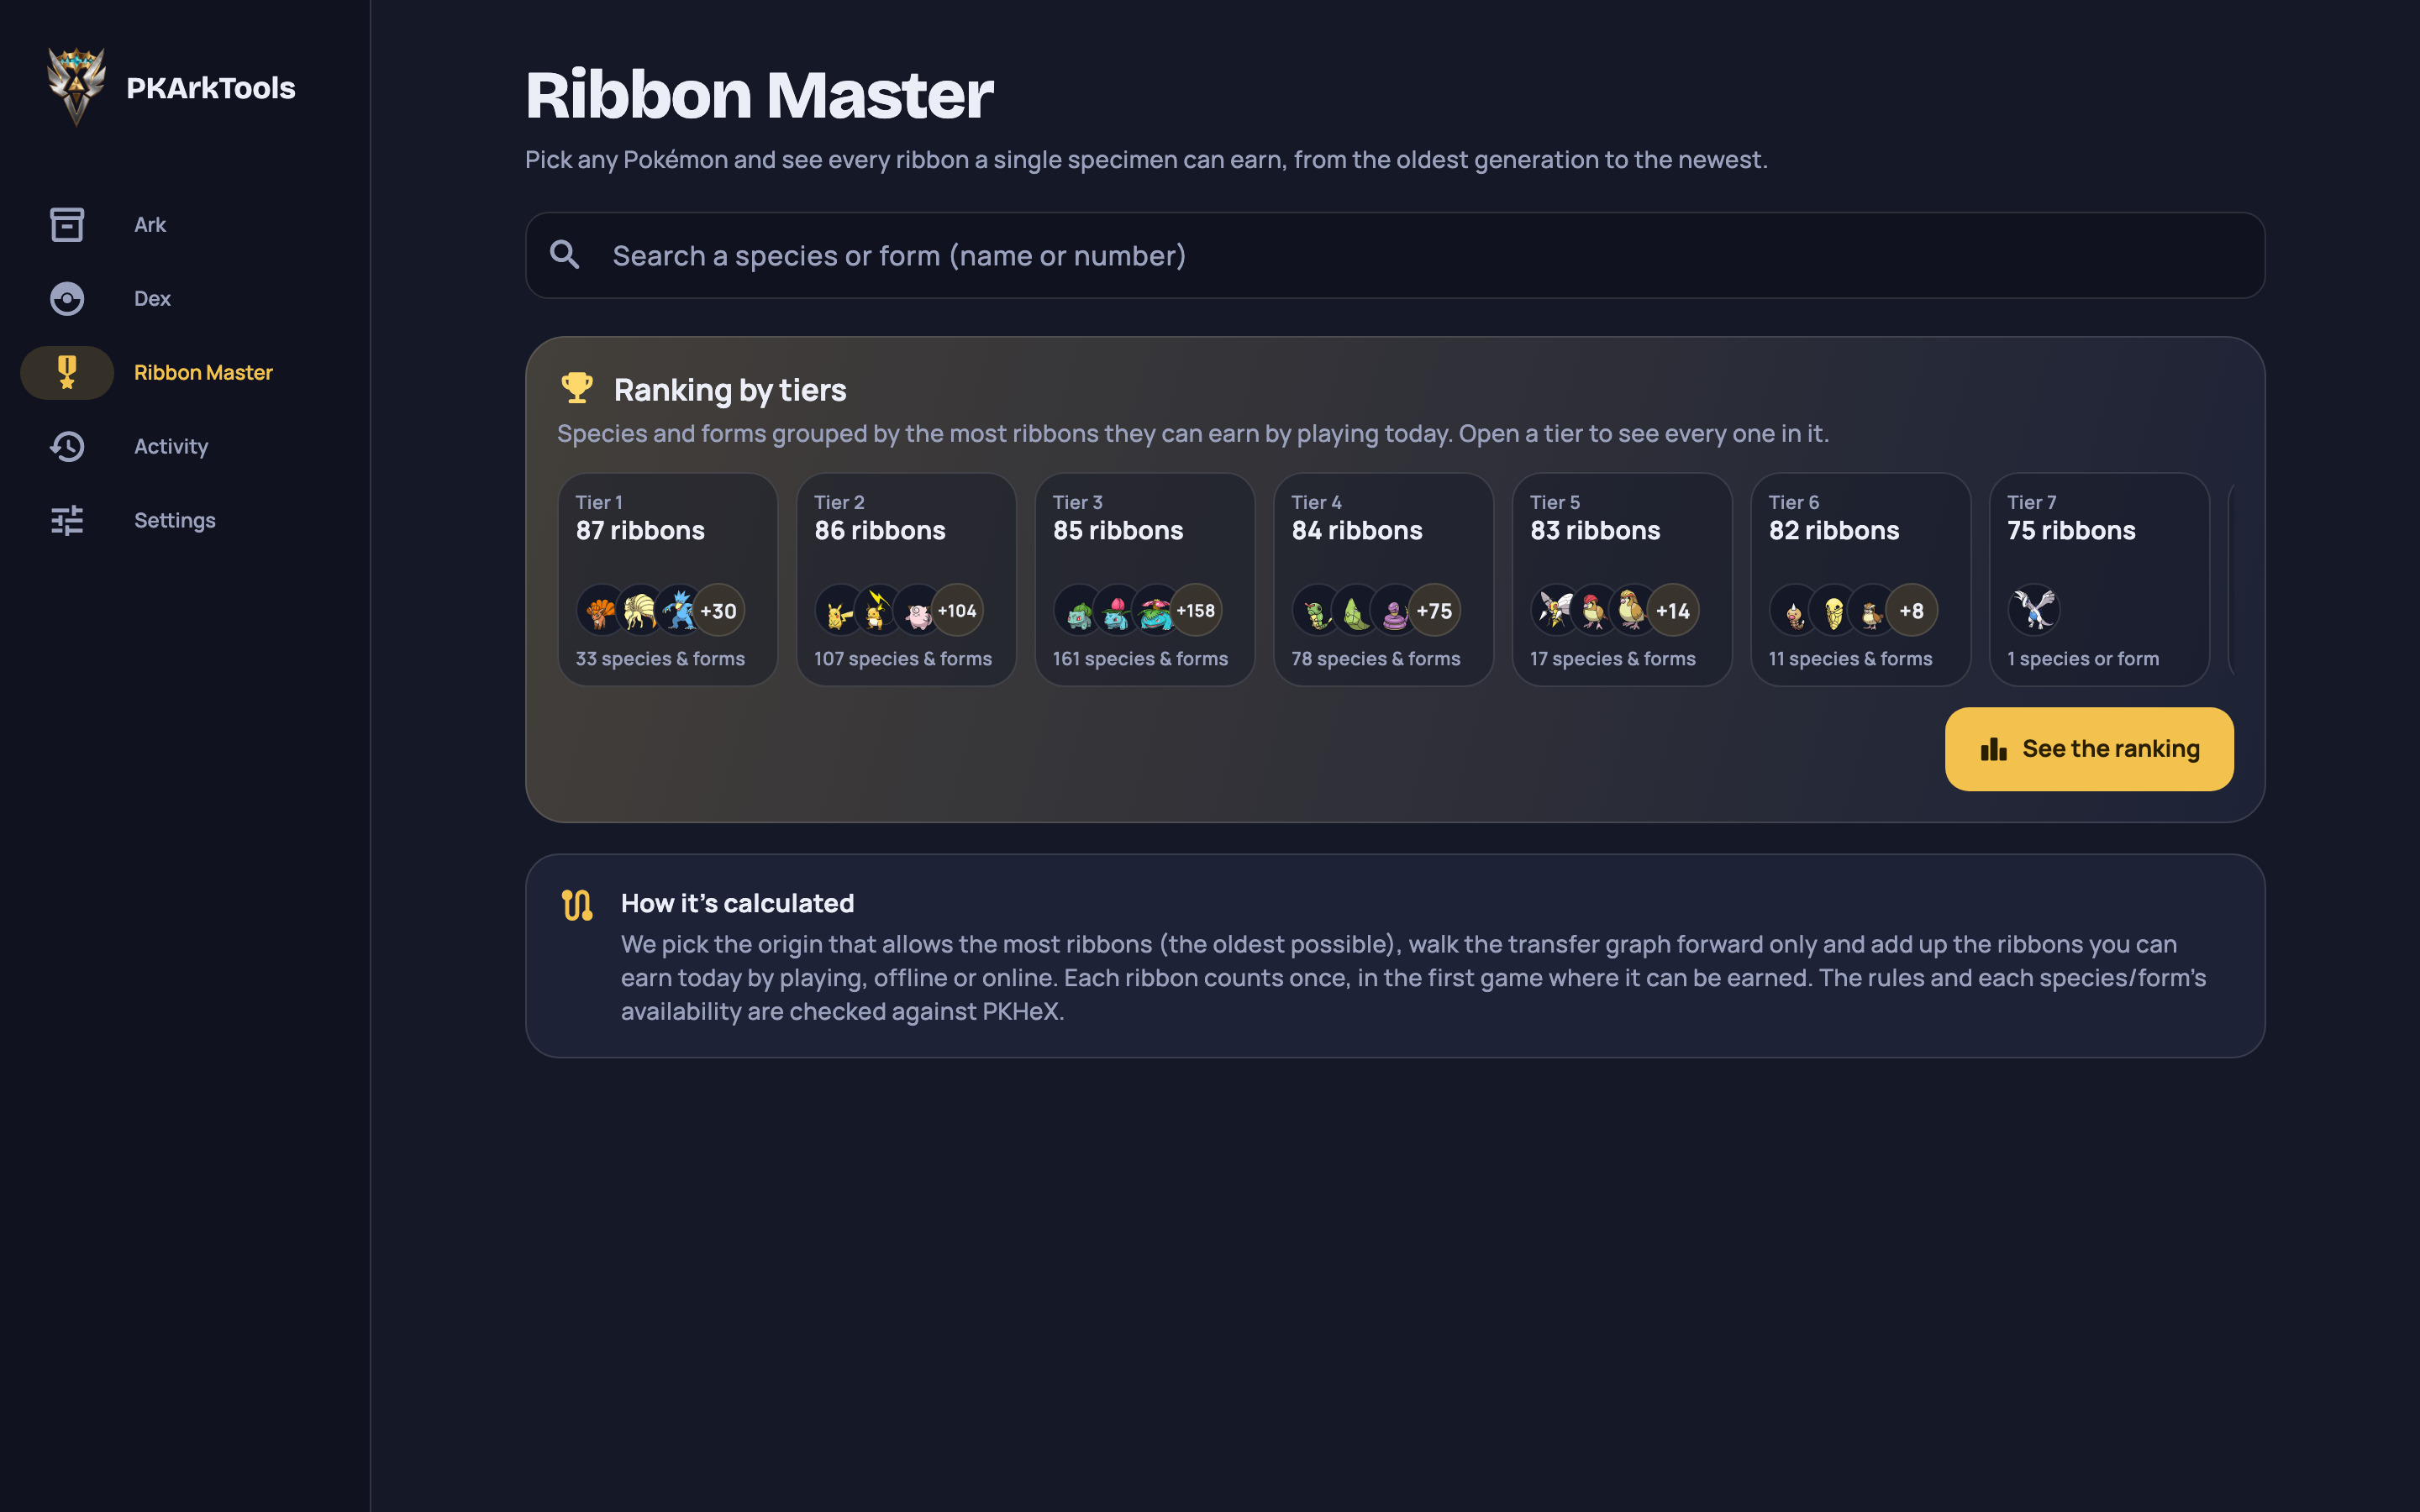 PKArkTools
Ark
Dex
Ribbon Master
Activity
Settings
Ribbon Master
Pick any Pokémon and see every ribbon a single specimen can earn, from the oldest generation to the newest.
Search a species or form (name or number)
Ranking by tiers
Species and forms grouped by the most ribbons they can earn by playing today. Open a tier to see every one in it.
Tier 1
87 ribbons
+30
33 species & forms
Tier 2
86 ribbons
+104
107 species & forms
Tier 3
85 ribbons
+158
161 species & forms
Tier 4
84 ribbons
+75
78 species & forms
Tier 5
83 ribbons
+14
17 species & forms
Tier 6
82 ribbons
+8
11 species & forms
Tier 7
75 ribbons
1 species or form
See the ranking
How it's calculated
We pick the origin that allows the most ribbons (the oldest possible), walk the transfer graph forward only and add up the ribbons you can
earn today by playing, offline or online. Each ribbon counts once, in the first game where it can be earned. The rules and each species/form's
availability are checked against PKHeX.